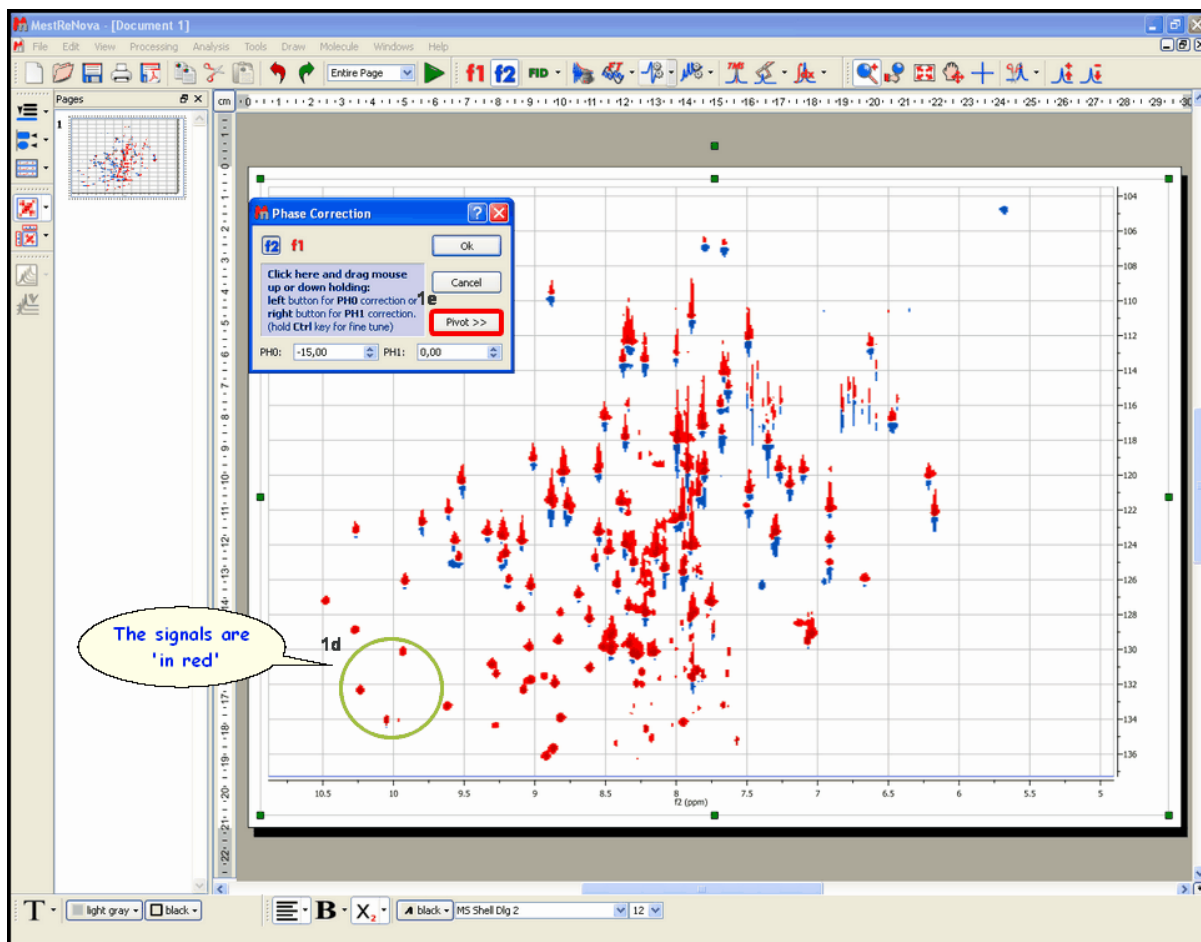 MestReNova - [Document 1]
File Edit View Processing Analysis Tools Draw Molecule Windows Help
Entire Page f1 f2 FID TMS
Pages
1
cm
Phase Correction
f2 f1
Ok
Click here and drag mouse
up or down holding:
left button for PH0 correction or
right button for PH1 correction.
(hold Ctrl key for fine tune)
Cancel
1e
Pivot >>
PH0: -15,00 PH1: 0,00
104
106
108
110
112
114
116
118
120
122
124
126
128
130
132
134
136
The signals are
'in red'
1d
10.5 10 9.5 9 8.5 8 7.5 7 6.5 6 5.5 5
f2 (ppm)
T light gray black B X2 A black MS Shell Dlg 2 12